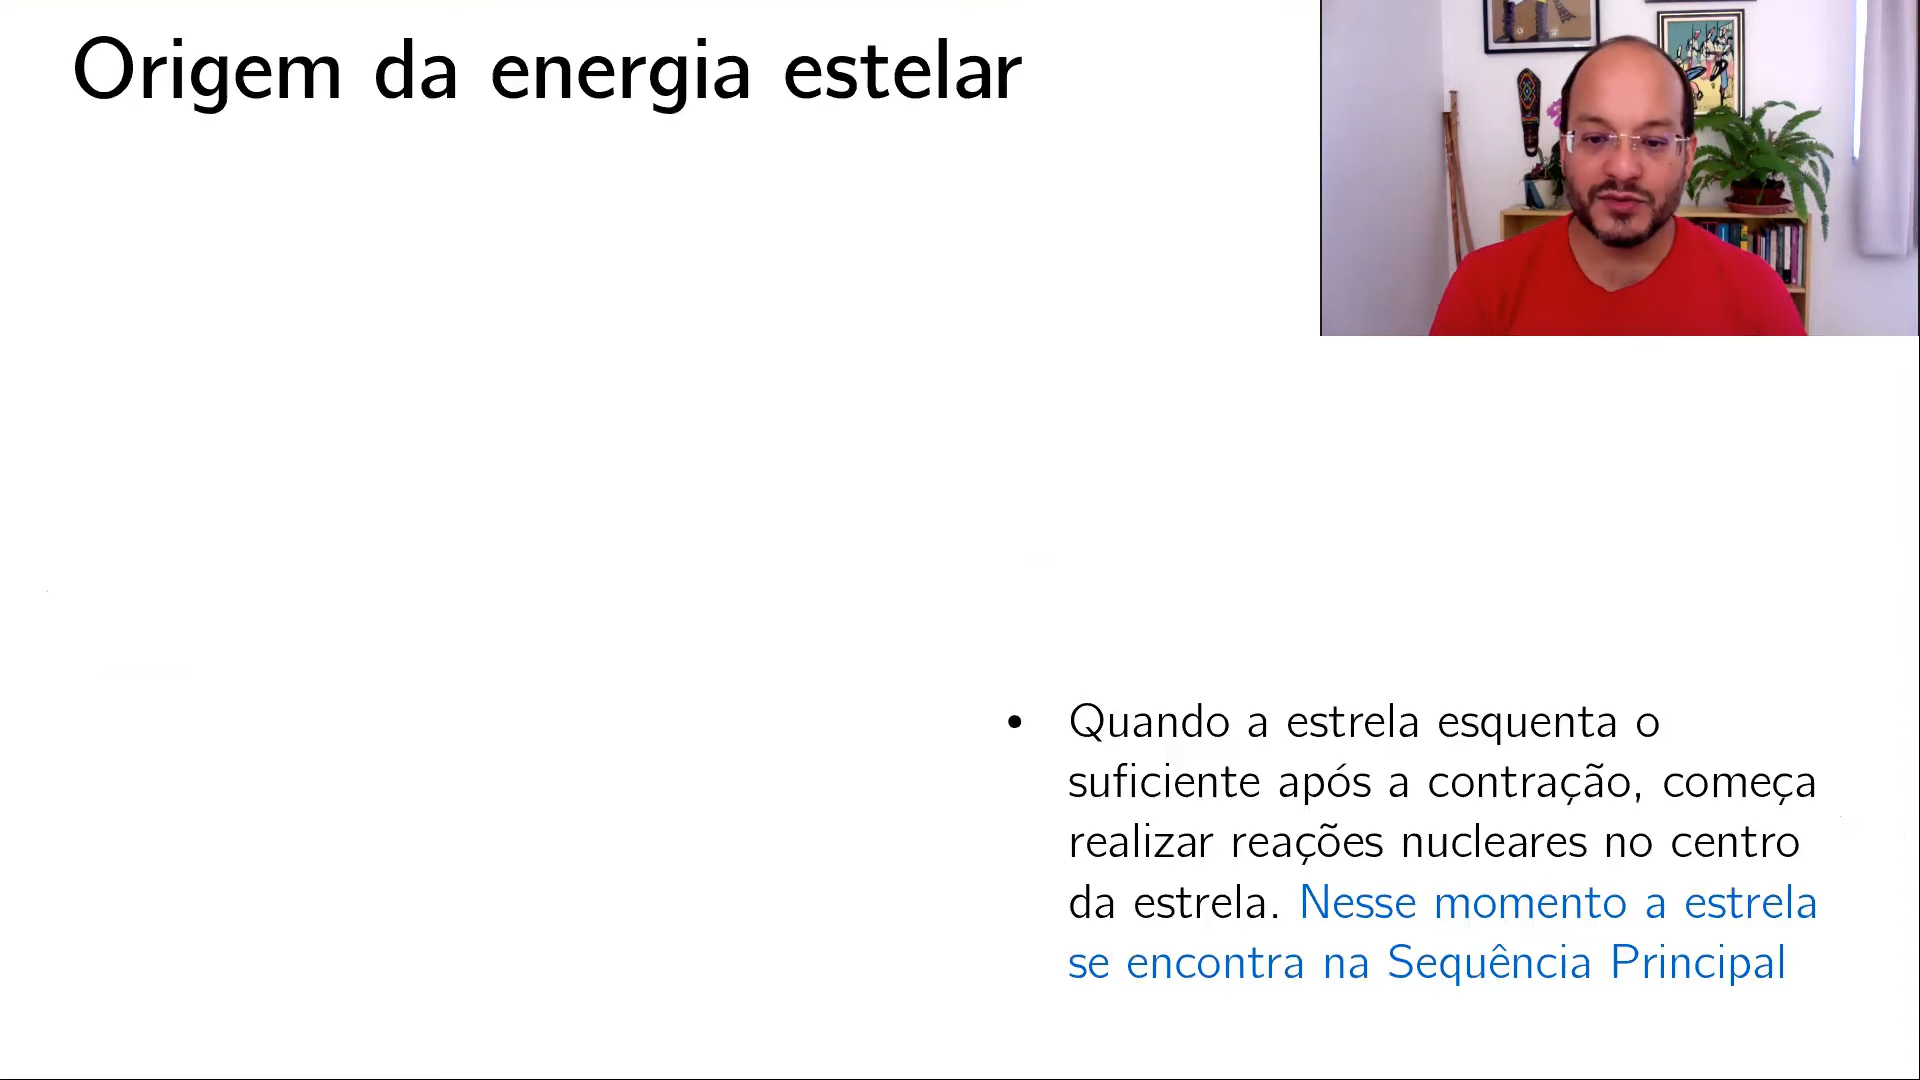 Origem da energia estelar
• Quando a estrela esquenta o
suficiente após a contração, começa
realizar reações nucleares no centro
da estrela. Nesse momento a estrela
se encontra na Sequência Principal